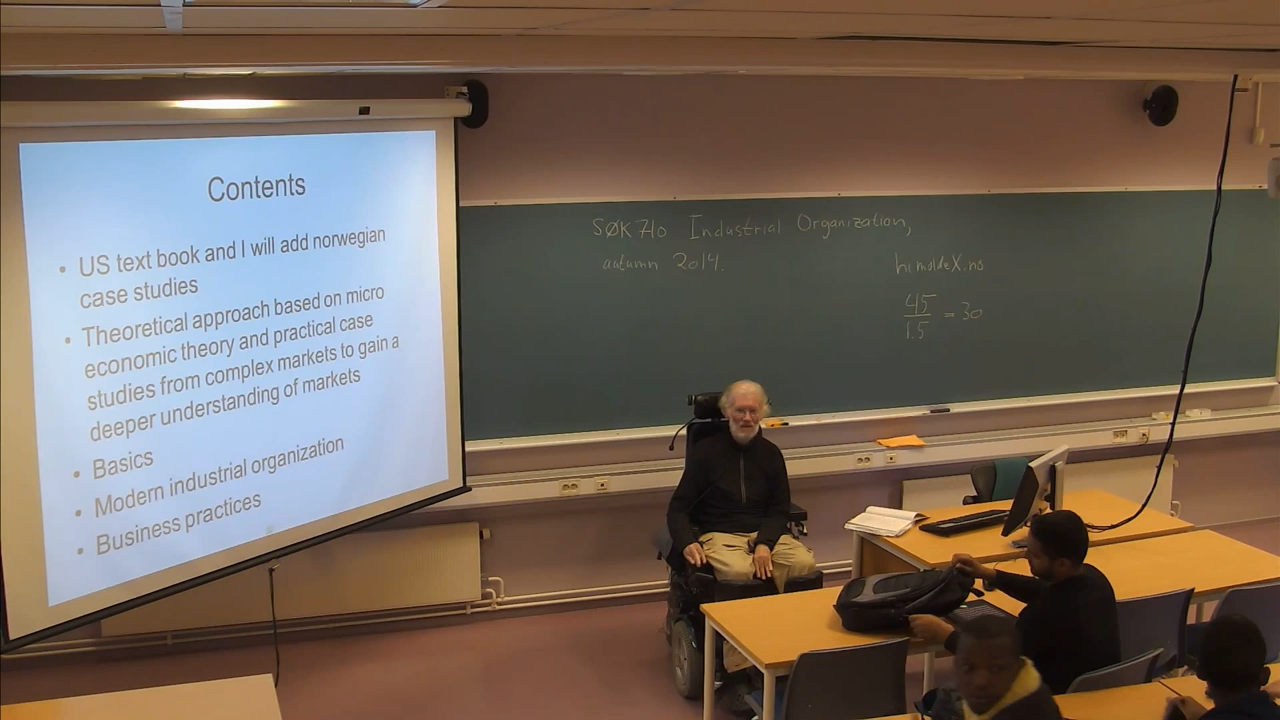 Contents
• US text book and I will add norwegian
case studies
• Theoretical approach based on micro
economic theory and practical case
studies from complex markets to gain a
deeper understanding of markets
• Basics
• Modern industrial organization
• Business practices
SØK 710 Industrial Organization,
autumn 2014.
himoldeX.no
45
1.5
= 30